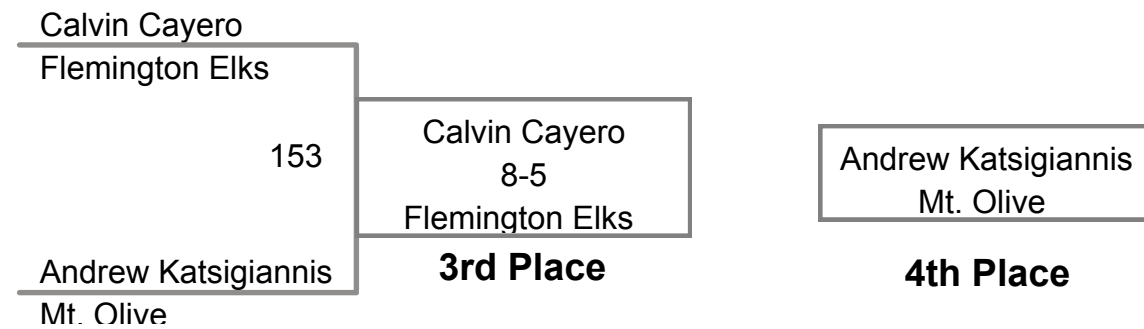 Calvin Cayero
Flemington Elks
153
Andrew Katsigiannis
Mt. Olive
Calvin Cayero
8-5
Flemington Elks
3rd Place
Andrew Katsigiannis
Mt. Olive
4th Place